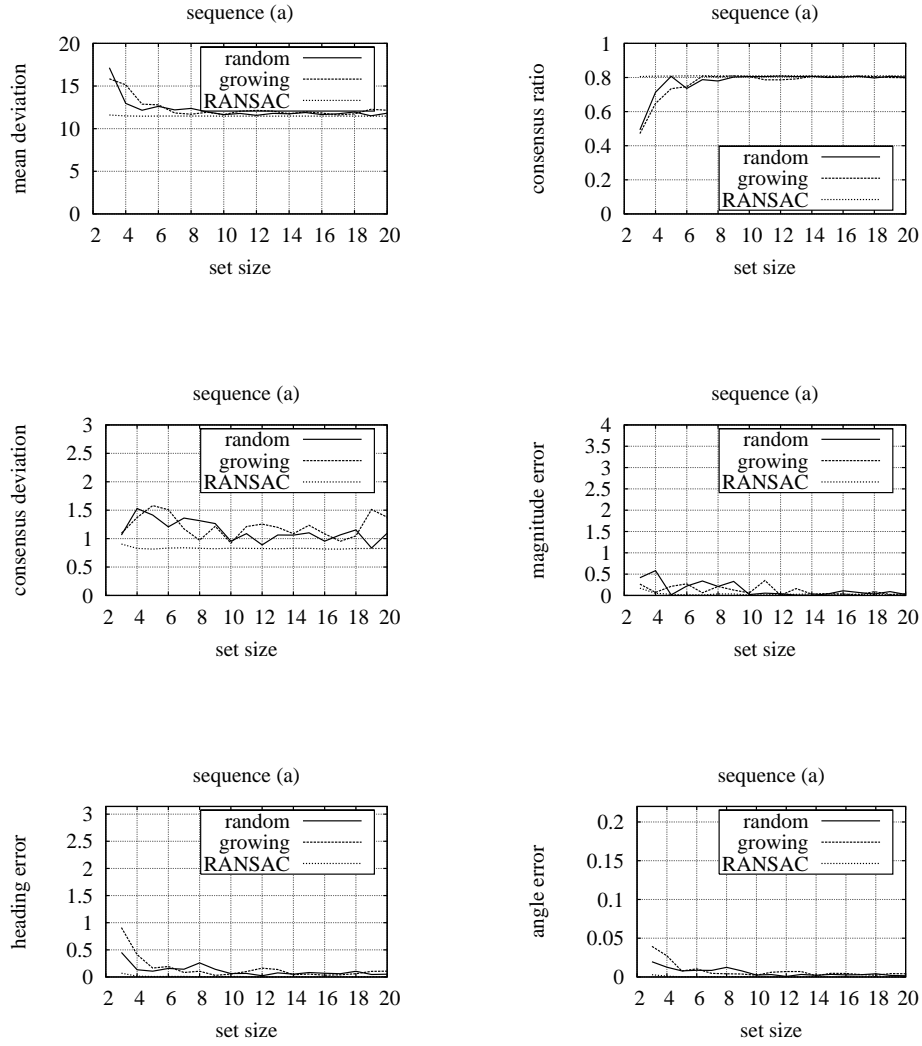 sequence (a)
mean deviation
20
15
10
5
0
random
growing
RANSAC
2 4 6 8 10 12 14 16 18 20
set size
sequence (a)
consensus ratio
1
0.8
0.6
0.4
0.2
0
random
growing
RANSAC
2 4 6 8 10 12 14 16 18 20
set size
sequence (a)
consensus deviation
3
2.5
2
1.5
1
0.5
0
random
growing
RANSAC
2 4 6 8 10 12 14 16 18 20
set size
sequence (a)
magnitude error
4
3.5
3
2.5
2
1.5
1
0.5
0
random
growing
RANSAC
2 4 6 8 10 12 14 16 18 20
set size
sequence (a)
heading error
3
2.5
2
1.5
1
0.5
0
random
growing
RANSAC
2 4 6 8 10 12 14 16 18 20
set size
sequence (a)
angle error
0.2
0.15
0.1
0.05
0
random
growing
RANSAC
2 4 6 8 10 12 14 16 18 20
set size